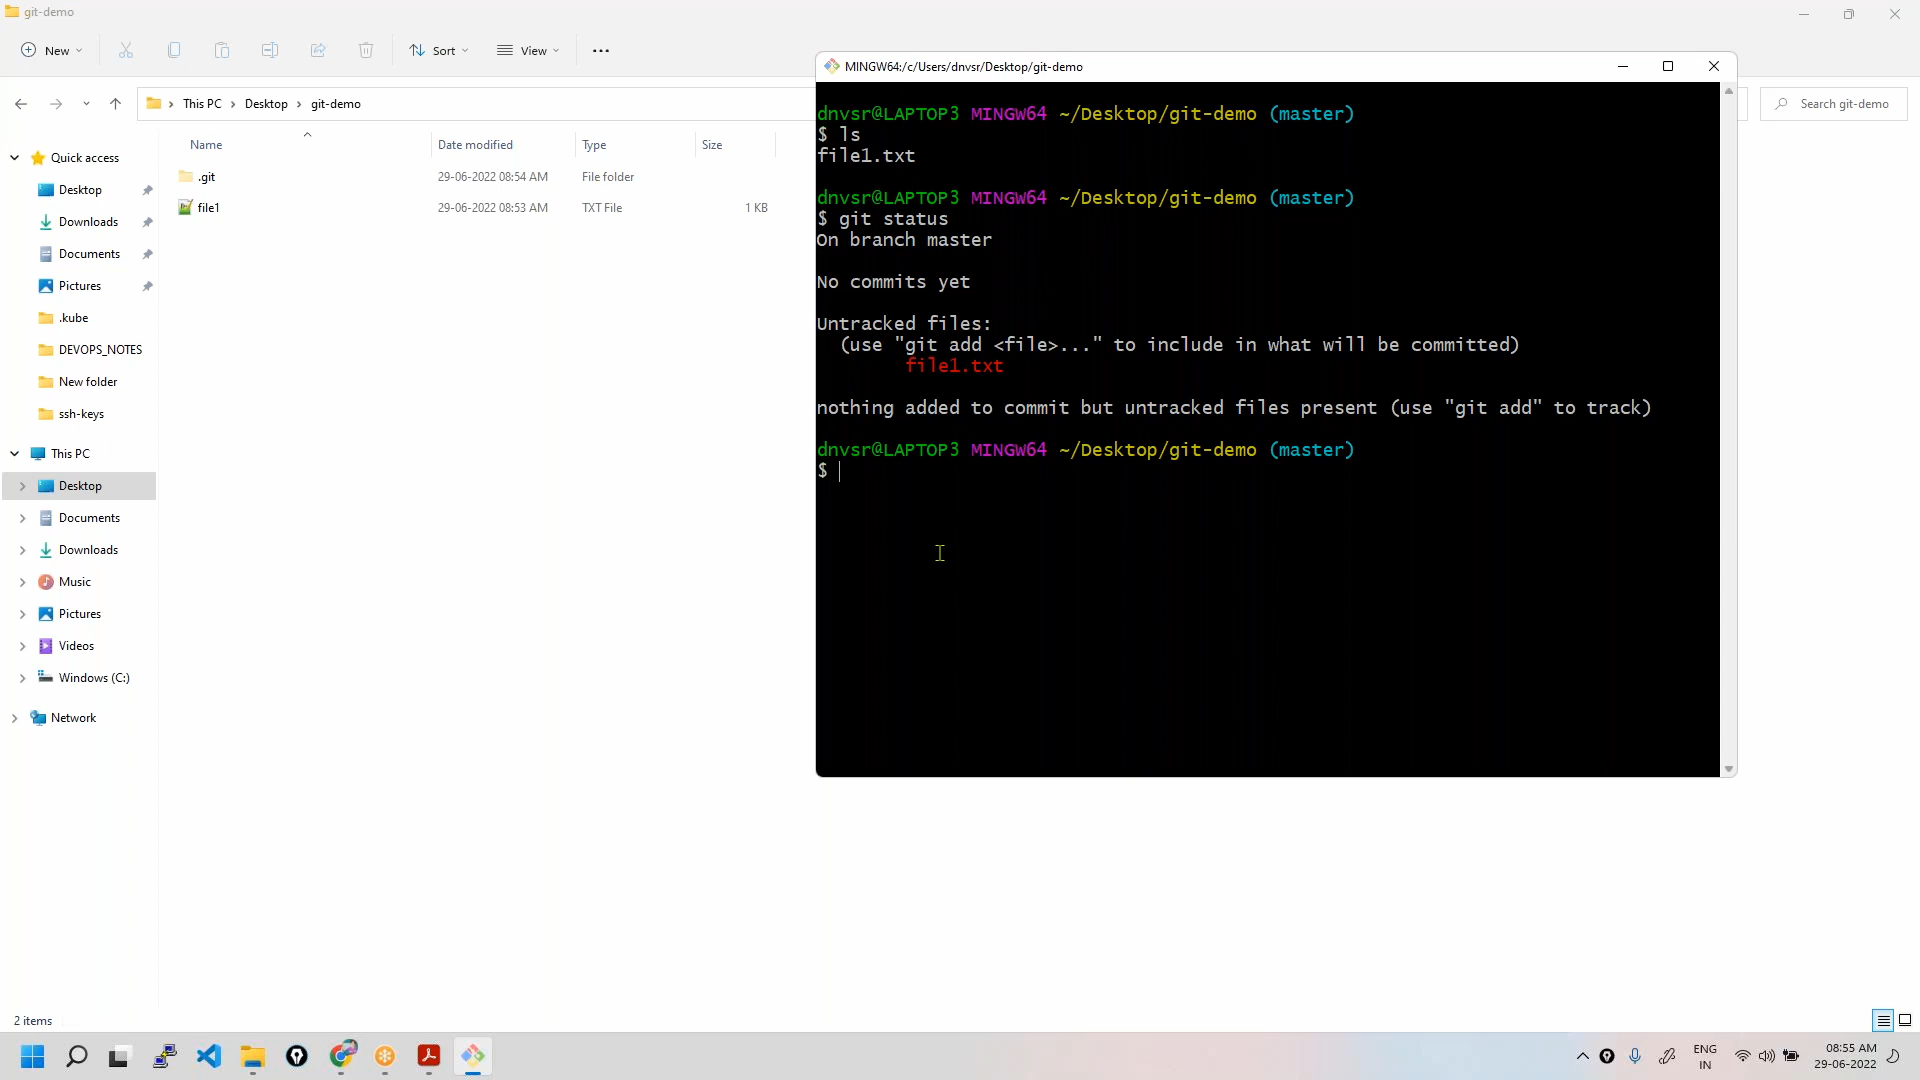 git-demo
New
Sort
View
This PC
Desktop
git-demo
Search git-demo
Name
Date modified
Type
Size
.git
29-06-2022 08:54 AM
File folder
file1
29-06-2022 08:53 AM
TXT File
1 KB
Quick access
Desktop
Downloads
Documents
Pictures
.kube
DEVOPS_NOTES
New folder
ssh-keys
This PC
Desktop
Documents
Downloads
Music
Pictures
Videos
Windows (C:)
Network
2 items
MINGW64:/c/Users/dnvsr/Desktop/git-demo
dnvsr@LAPTOP3 MINGW64 ~/Desktop/git-demo (master)
$ ls
file1.txt
dnvsr@LAPTOP3 MINGW64 ~/Desktop/git-demo (master)
$ git status
On branch master
No commits yet
Untracked files:
(use "git add <file>..." to include in what will be committed)
file1.txt
nothing added to commit but untracked files present (use "git add" to track)
dnvsr@LAPTOP3 MINGW64 ~/Desktop/git-demo (master)
$
ENG
IN
08:55 AM
29-06-2022